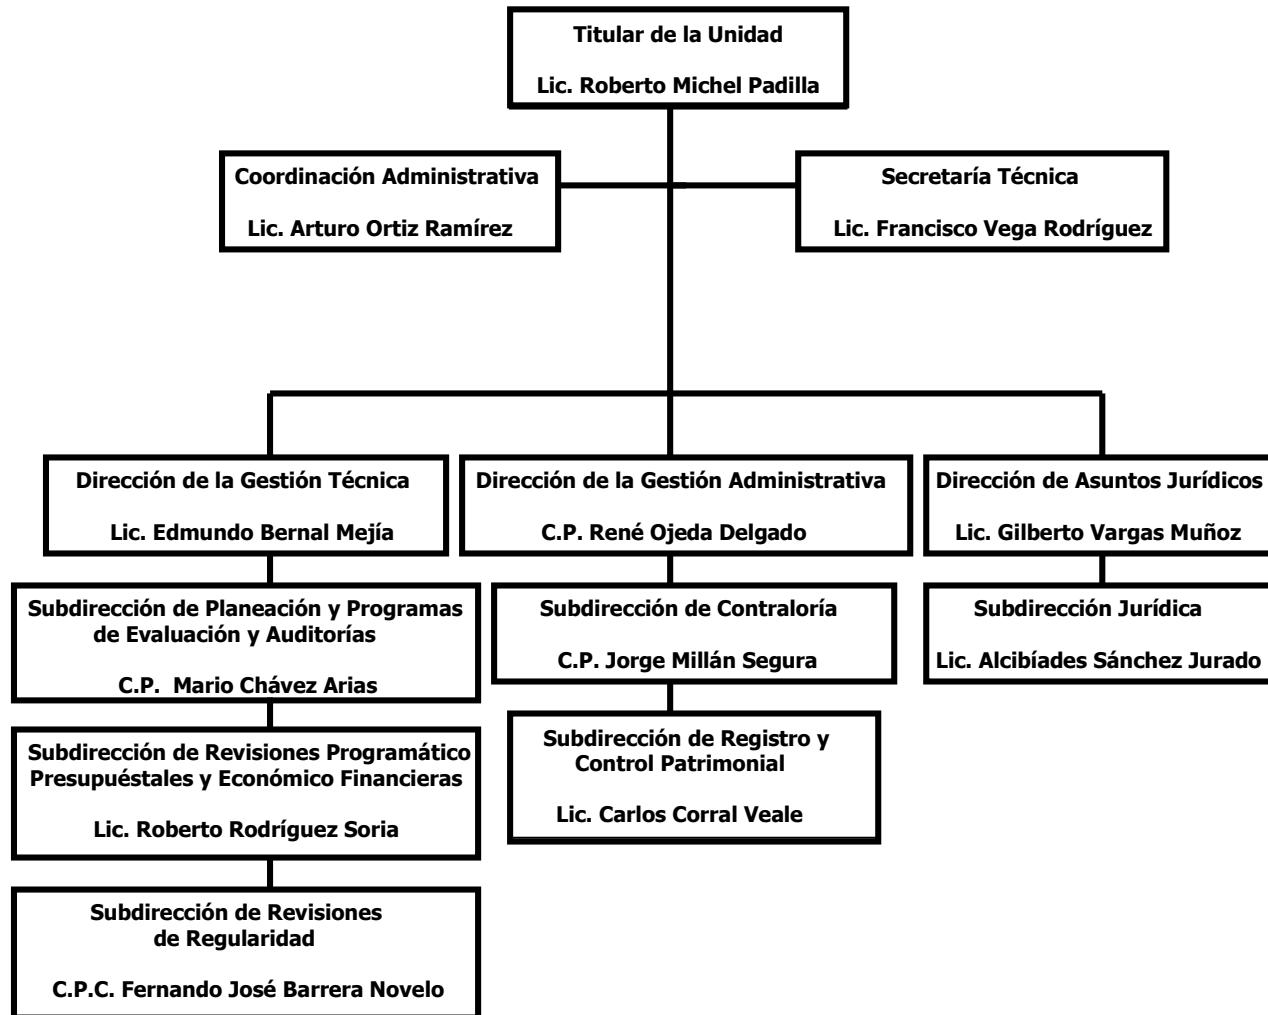 Titular de la Unidad
Lic. Roberto Michel Padilla
Coordinación Administrativa
Lic. Arturo Ortiz Ramírez
Secretaría Técnica
Lic. Francisco Vega Rodríguez
Dirección de la Gestión Técnica
Lic. Edmundo Bernal Mejía
Dirección de la Gestión Administrativa
C.P. René Ojeda Delgado
Dirección de Asuntos Jurídicos
Lic. Gilberto Vargas Muñoz
Subdirección de Planeación y Programas
de Evaluación y Auditorías
C.P.  Mario Chávez Arias
Subdirección de Contraloría
C.P. Jorge Millán Segura
Subdirección Jurídica
Lic. Alcibíades Sánchez Jurado
Subdirección de Revisiones Programático
Presupuéstales y Económico Financieras
Lic. Roberto Rodríguez Soria
Subdirección de Registro y
Control Patrimonial
Lic. Carlos Corral Veale
Subdirección de Revisiones
de Regularidad
C.P.C. Fernando José Barrera Novelo